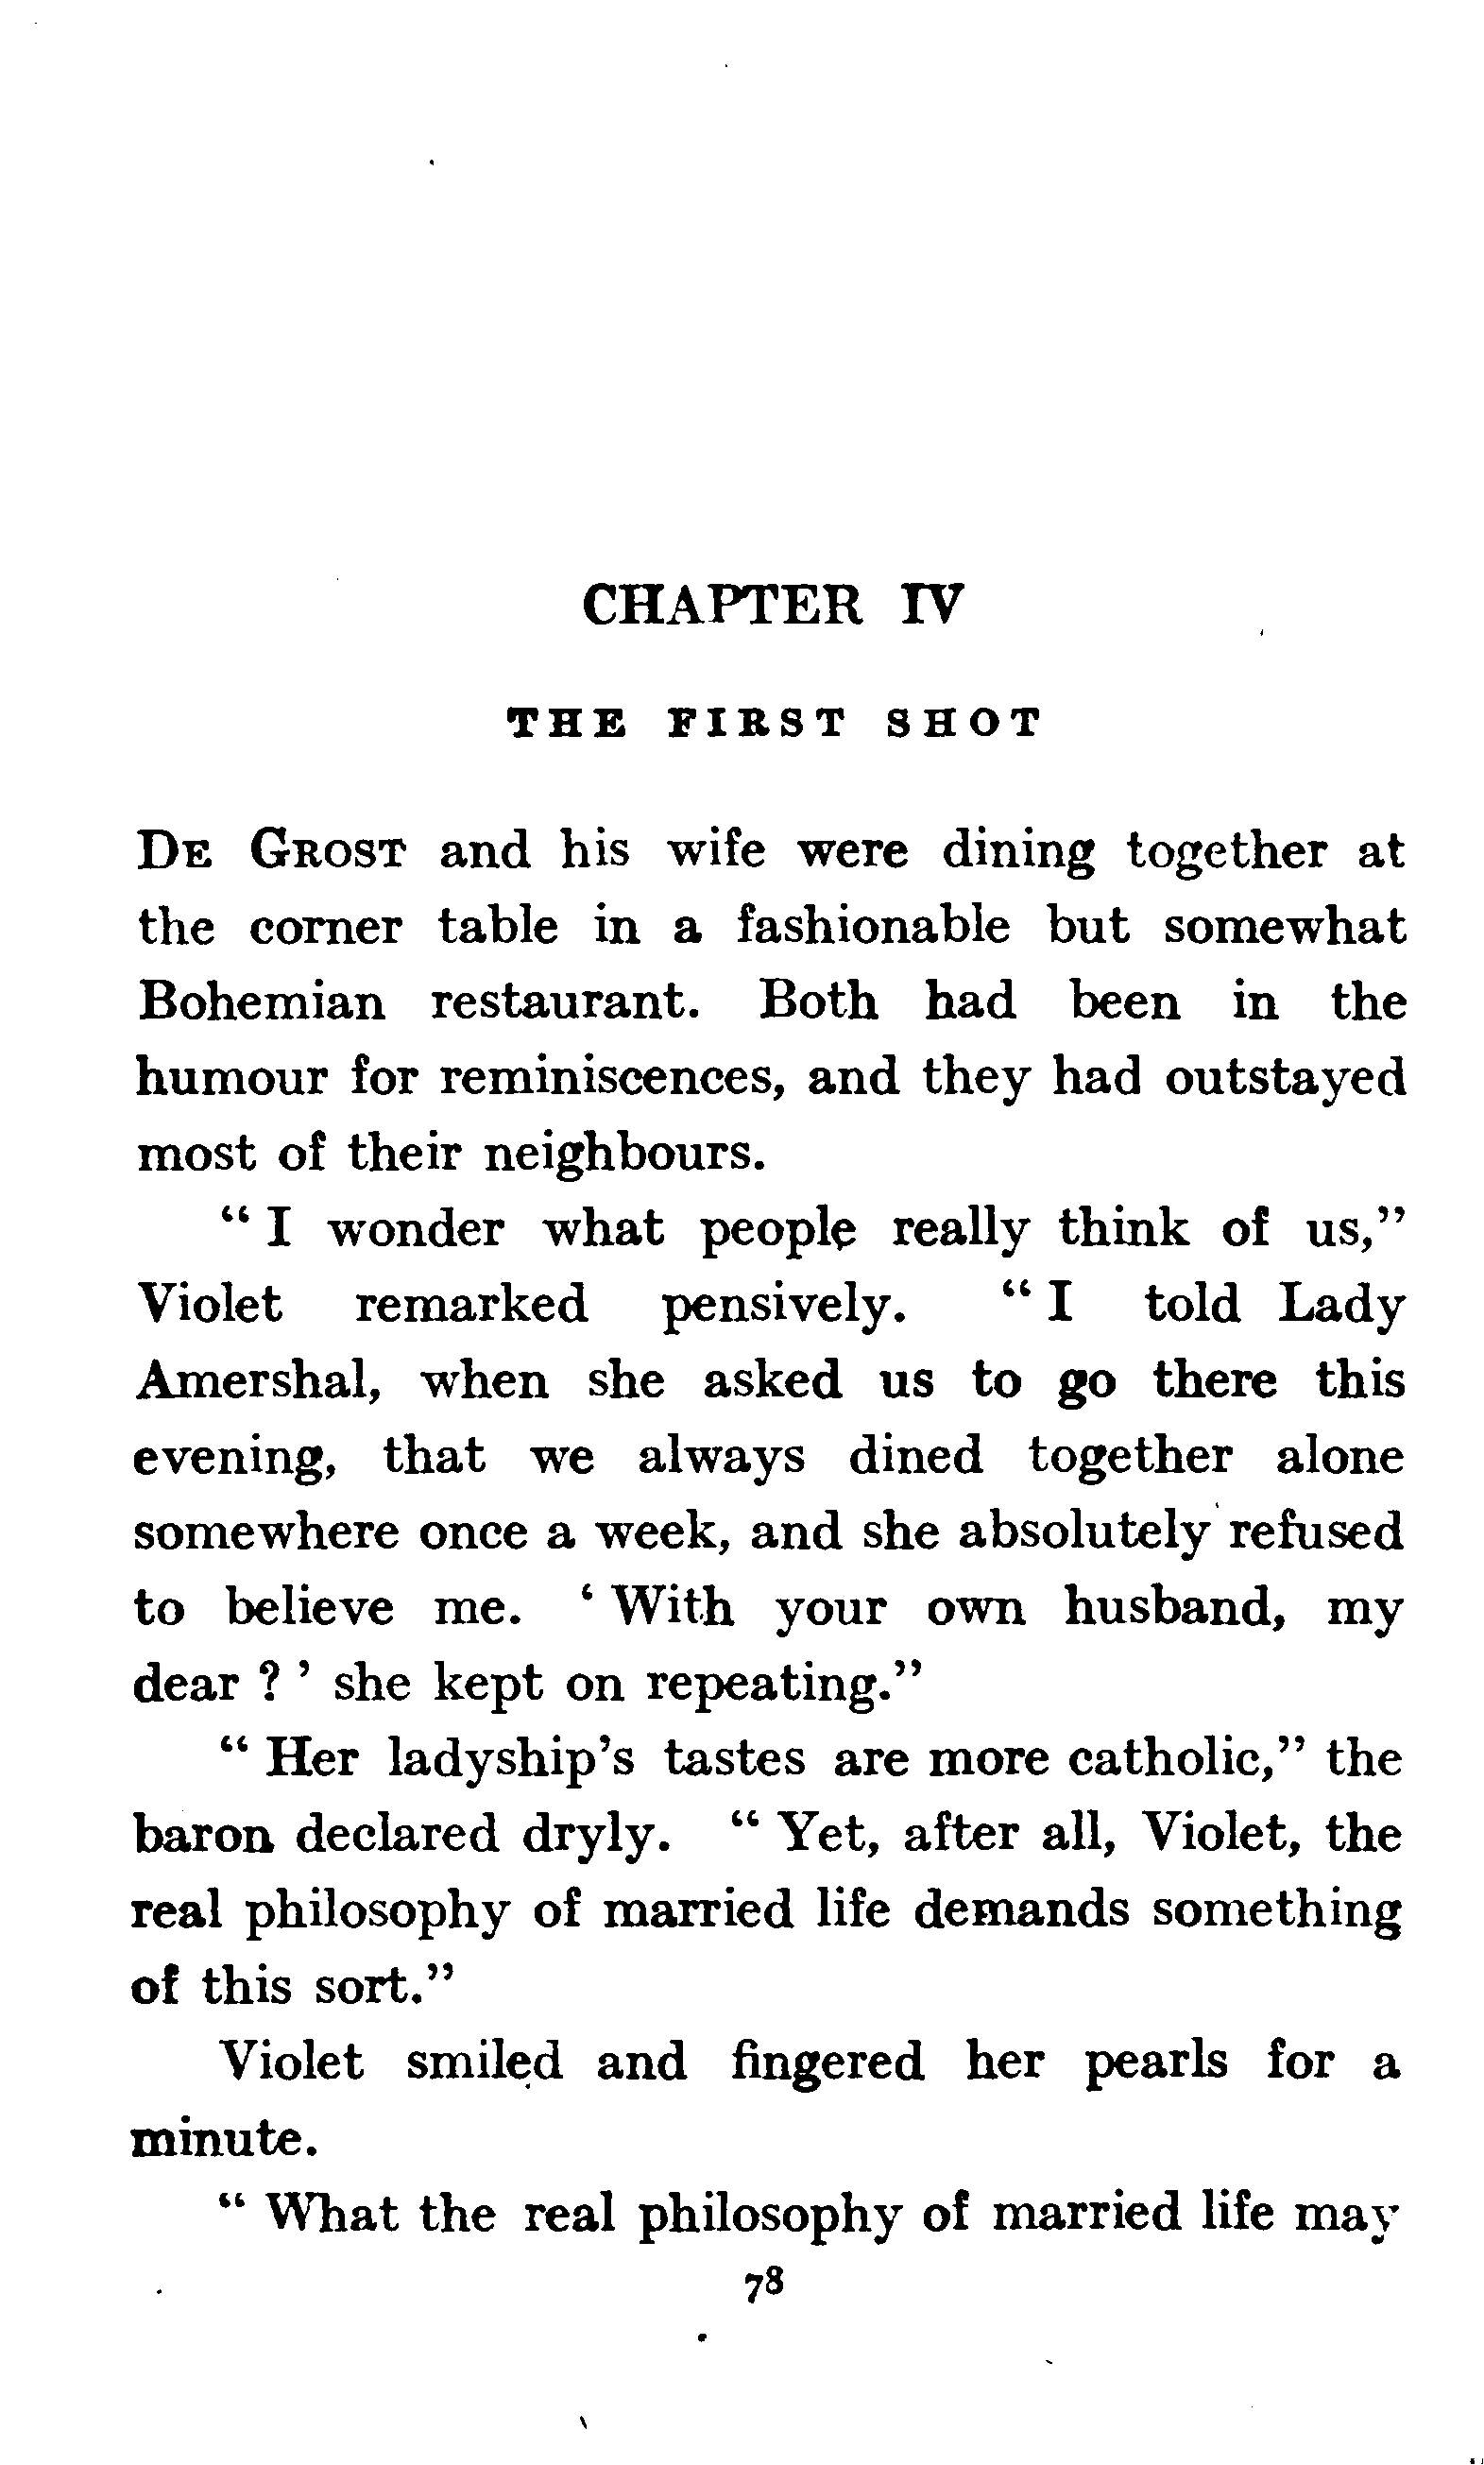 CHAPTER IV
THE FIRST SHOT
DE GROST and his wife were dining together at
the corner table in a fashionable but somewhat
Bohemian restaurant. Both had been in the
humour for reminiscences, and they had outstayed
most of their neighbours.
“ I wonder what people really think of us,”
Violet remarked pensively. “ I told Lady
Amershal, when she asked us to go there this
evening, that we always dined together alone
somewhere once a week, and she absolutely refused
to believe me. ‘ With your own husband, my
dear ? ’ she kept on repeating.”
“ Her ladyship’s tastes are more catholic,” the
baron declared dryly. “ Yet, after all, Violet, the
real philosophy of married life demands something
of this sort.”
Violet smiled and fingered her pearls for a
minute.
“ What the real philosophy of married life may
78